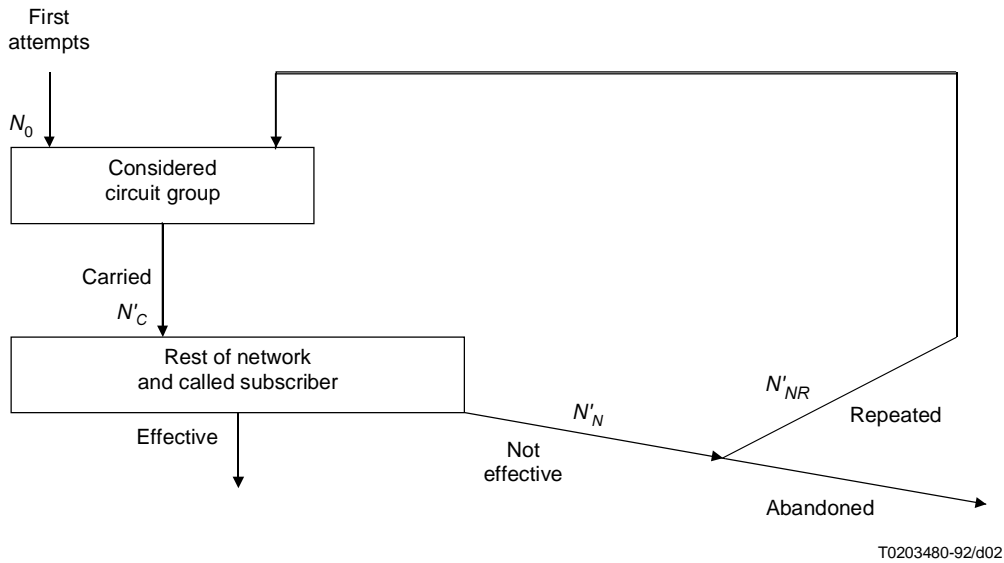 First
attempts
N0
Considered
circuit group
Carried
N'C
Rest of network
and called subscriber
Effective
N'N
Not
effective
N'NR
Repeated
Abandoned
T0203480-92/d02